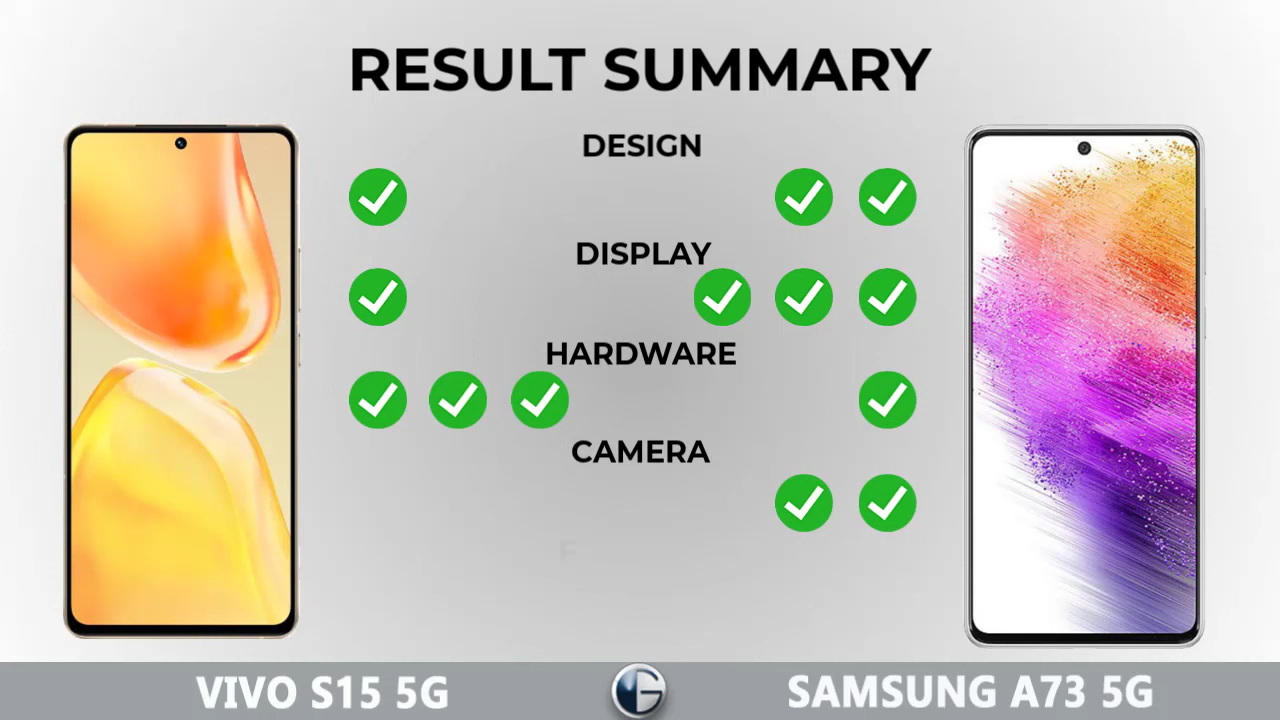 RESULT SUMMARY
DESIGN
DISPLAY
HARDWARE
CAMERA
F
VIVO S15 5G
SAMSUNG A73 5G